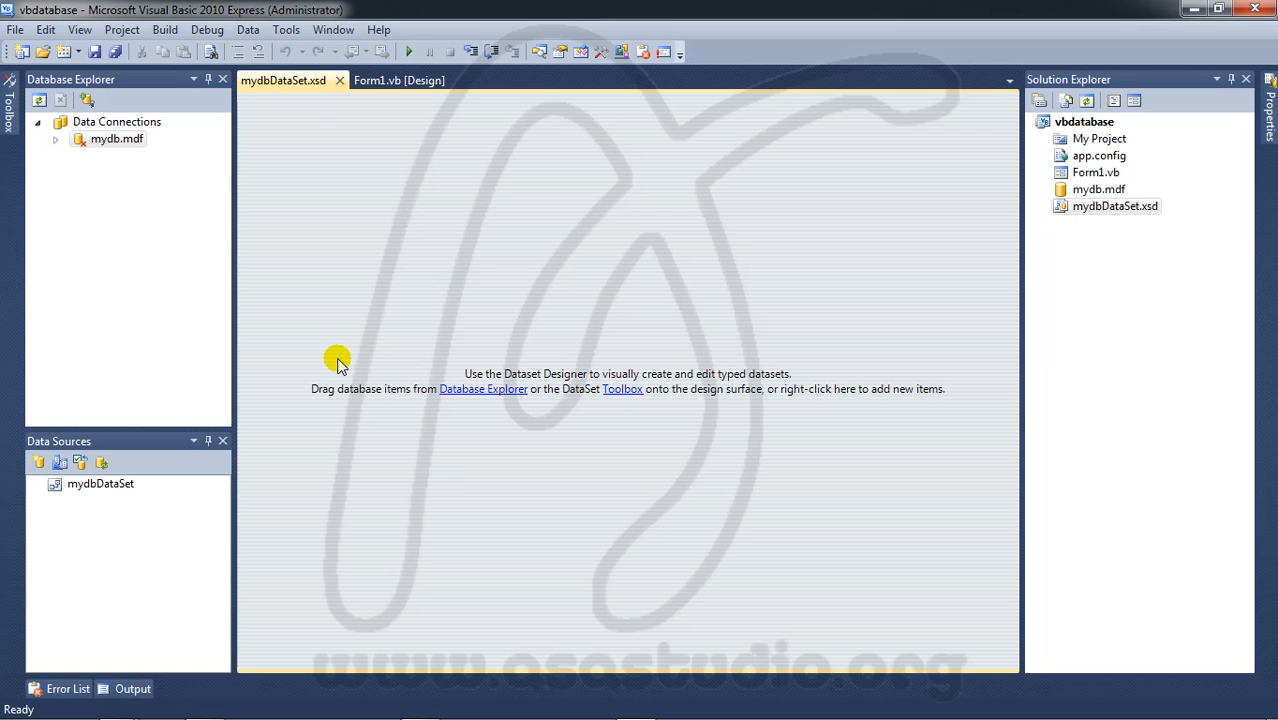 vbdatabase - Microsoft Visual Basic 2010 Express (Administrator)
File Edit View Project Build Debug Data Tools Window Help
Toolbox
Database Explorer
Data Connections
mydb.mdf
Data Sources
mydbDataSet
mydbDataSet.xsd Form1.vb [Design]
Use the Dataset Designer to visually create and edit typed datasets.
Drag database items from Database Explorer or the DataSet Toolbox onto the design surface, or right-click here to add new items.
www.asastudio.org
Solution Explorer
vbdatabase
My Project
app.config
Form1.vb
mydb.mdf
mydbDataSet.xsd
Properties
Error List Output
Ready